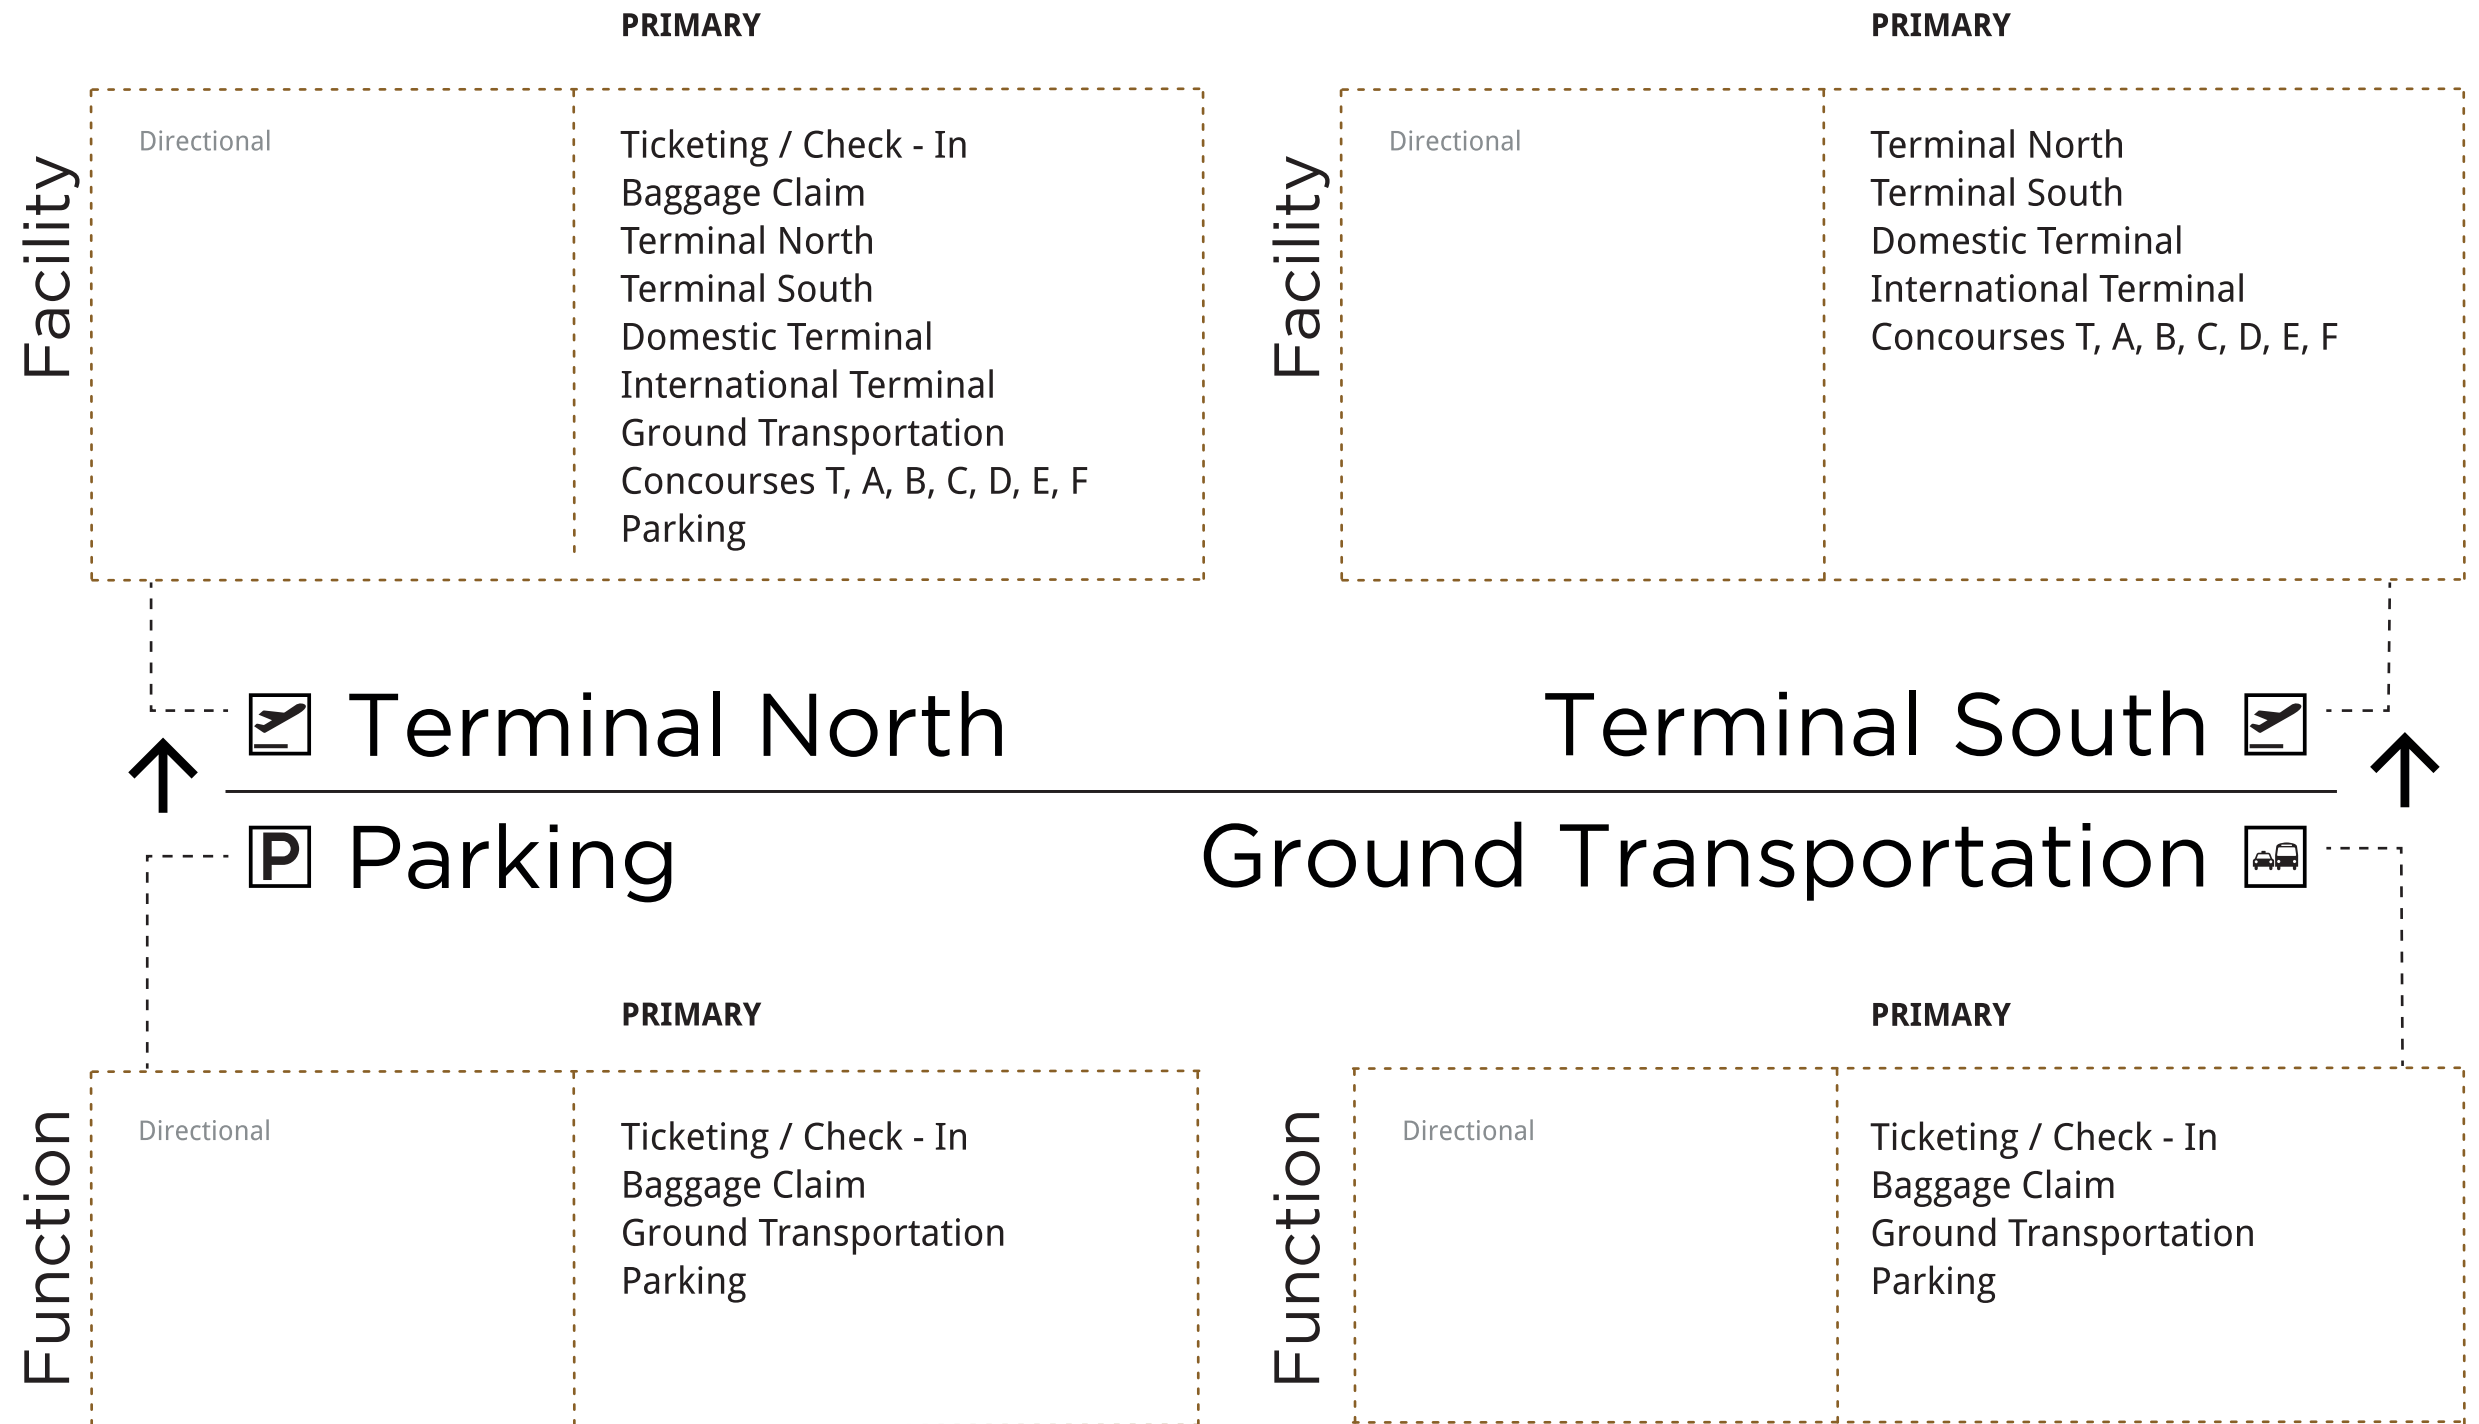 PRIMARY
Facility
Directional
Ticketing / Check - In
Baggage Claim
Terminal North
Terminal South
Domestic Terminal
International Terminal
Ground Transportation
Concourses T, A, B, C, D, E, F
Parking
PRIMARY
Facility
Directional
Terminal North
Terminal South
Domestic Terminal
International Terminal
Concourses T, A, B, C, D, E, F
Terminal North
Terminal South
P Parking
Ground Transportation
PRIMARY
Function
Directional
Ticketing / Check - In
Baggage Claim
Ground Transportation
Parking
PRIMARY
Function
Directional
Ticketing / Check - In
Baggage Claim
Ground Transportation
Parking